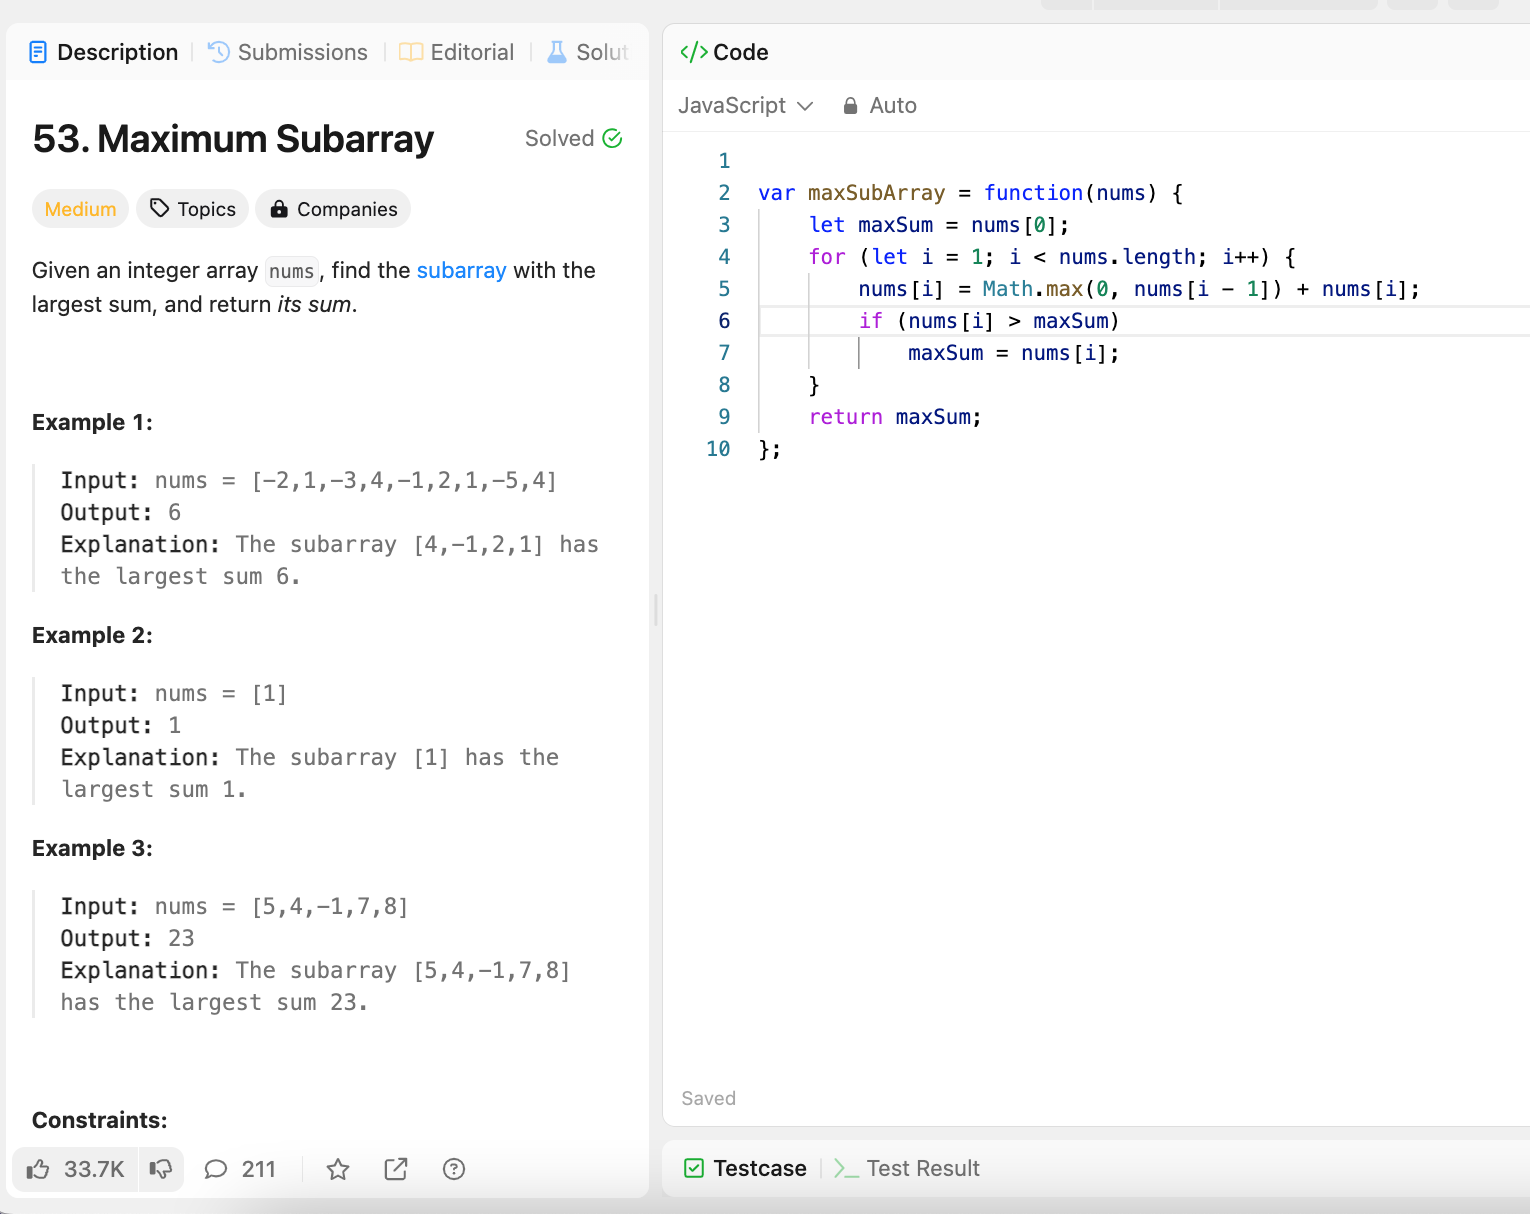 Description
Submissions
Editorial
Solut
53. Maximum Subarray
Solved
Medium
Topics
Companies
Given an integer array nums, find the subarray with the
largest sum, and return its sum.
Example 1:
Input: nums = [-2,1,-3,4,-1,2,1,-5,4]
Output: 6
Explanation: The subarray [4,-1,2,1] has
the largest sum 6.
Example 2:
Input: nums = [1]
Output: 1
Explanation: The subarray [1] has the
largest sum 1.
Example 3:
Input: nums = [5,4,-1,7,8]
Output: 23
Explanation: The subarray [5,4,-1,7,8]
has the largest sum 23.
Constraints:
33.7K
211
</> Code
JavaScript
Auto
1
2 var maxSubArray = function(nums) {
3 let maxSum = nums[0];
4 for (let i = 1; i < nums.length; i++) {
5 nums[i] = Math.max(0, nums[i - 1]) + nums[i];
6 if (nums[i] > maxSum)
7 maxSum = nums[i];
8 }
9 return maxSum;
10 };
Saved
Testcase
Test Result